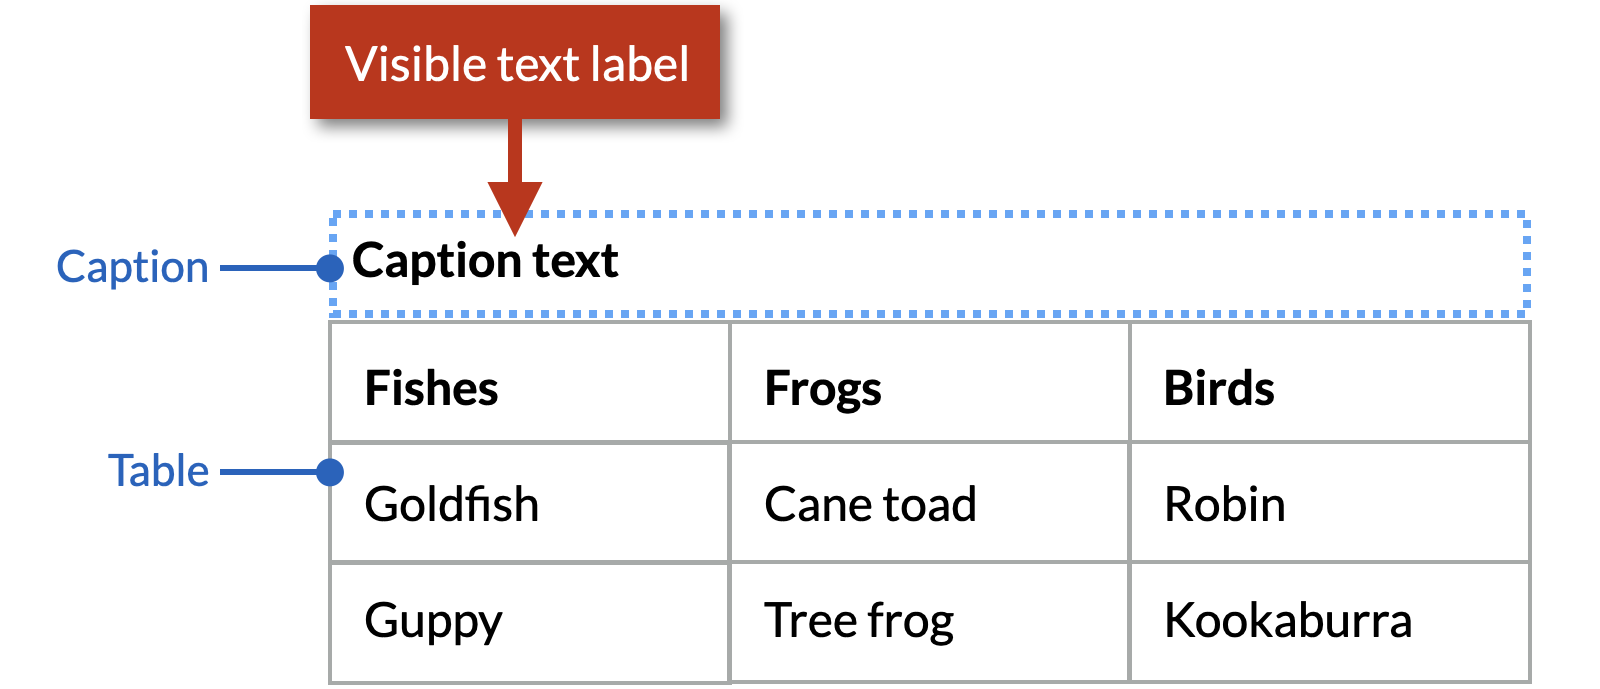 Visible text label
Caption
Caption text
Fishes Frogs Birds
Table
Goldfish Cane toad Robin
Guppy Tree frog Kookaburra